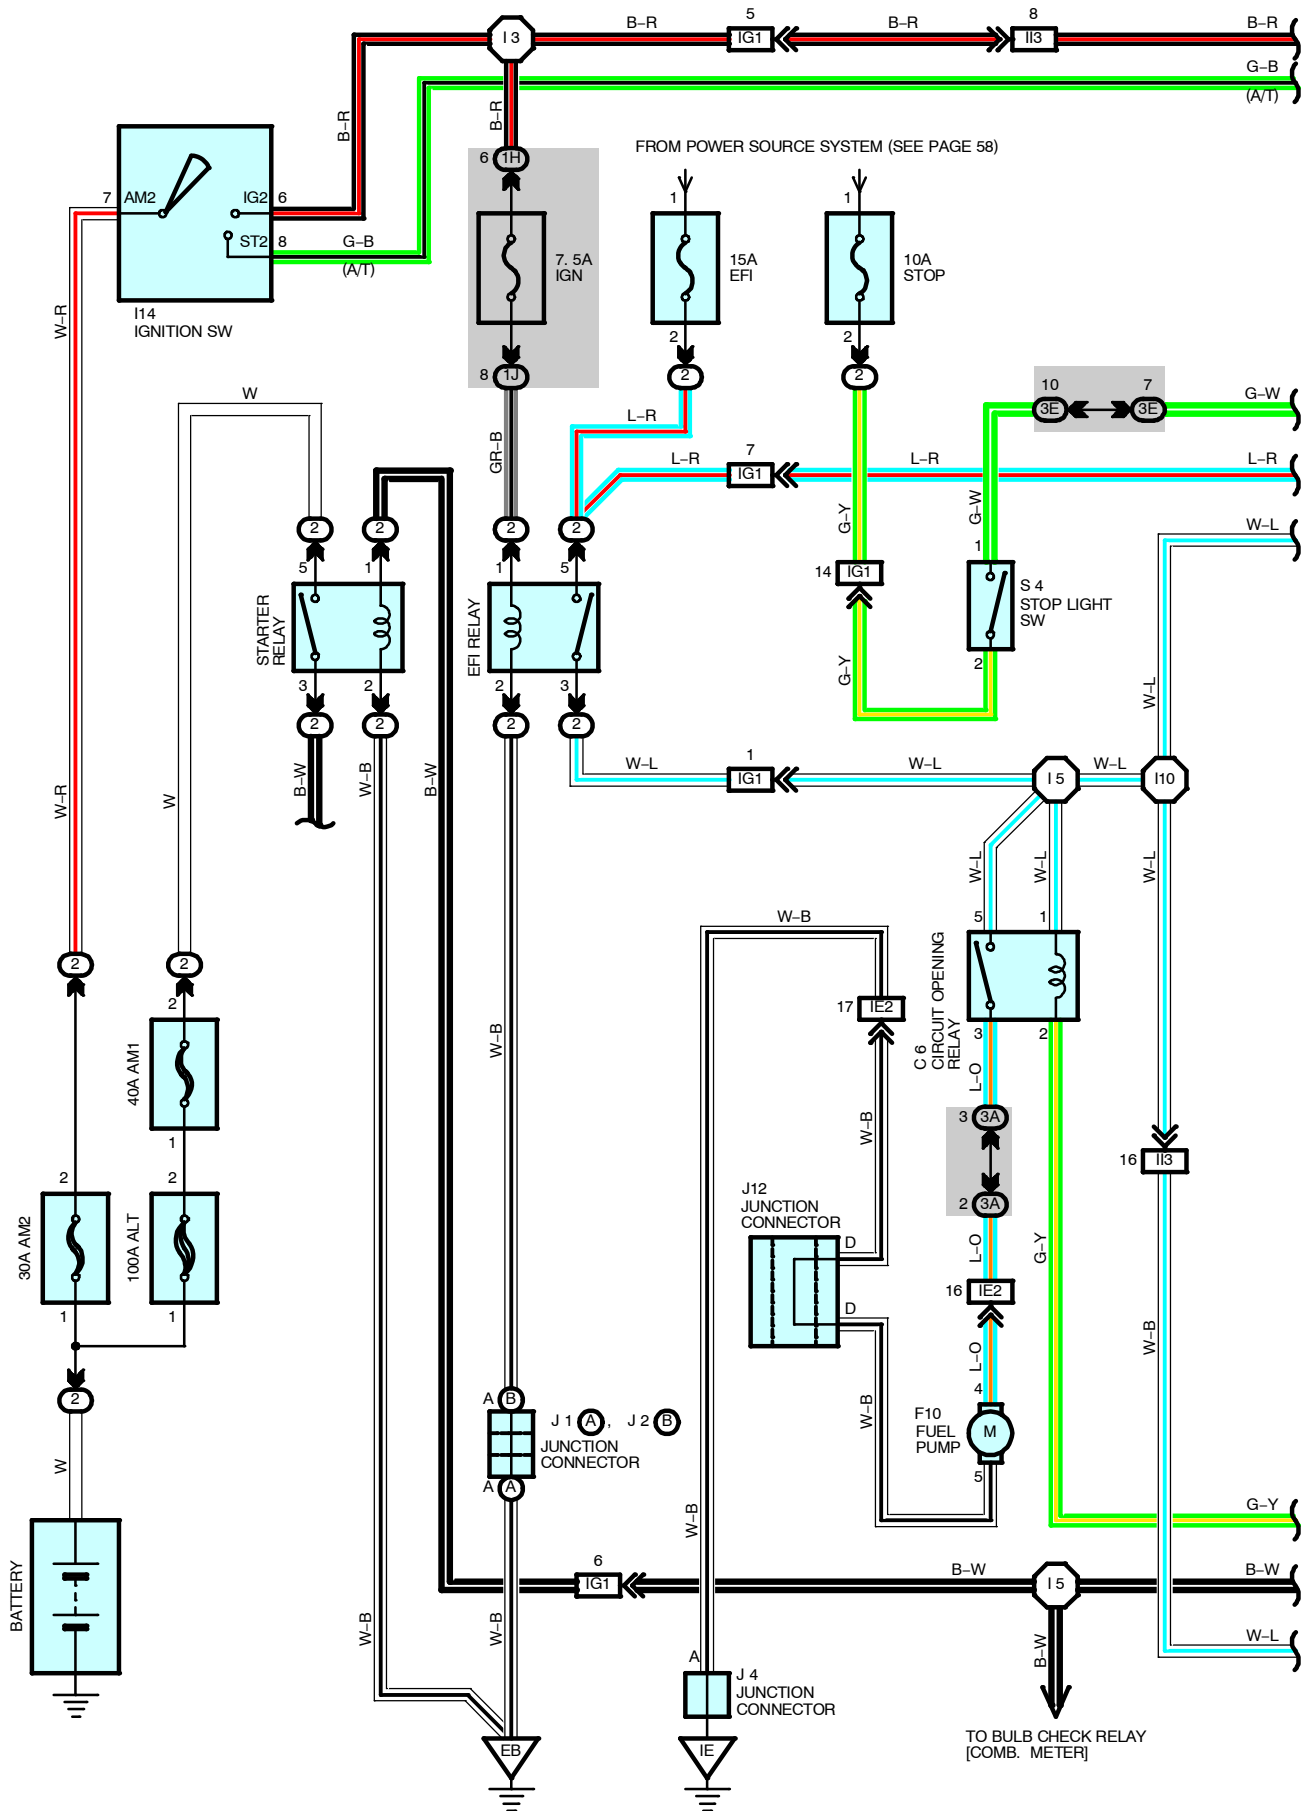 5
8
B–R
I 3
IG1
B–R
II3
B–R
G–B
(A/T)
B–R
B–R
6
1H
FROM POWER SOURCE SYSTEM (SEE PAGE 58)
1
1
7
AM2
IG2
6
ST2
8
G–B
(A/T)
7. 5A
IGN
15A
EFI
10A
STOP
I14
IGNITION SW
W–R
2
2
8
1J
2
2
10
3E
7
3E
G–W
W
L–R
GR–B
7
L–R
IG1
L–R
L–R
G–Y
G–W
W–L
2
2
2
2
5
1
1
5
14
IG1
1
S 4
STOP LIGHT
SW
STARTER
RELAY
EFI RELAY
3
2
2
3
2
G–Y
2
2
2
2
W–L
B–W
W–B
B–W
W–R
W
W–L
1
IG1
W–L
I 5
W–L
I10
W–L
W–L
W–L
W–B
5
1
2
2
C 6
CIRCUIT OPENING
RELAY
17
IE2
2
40A AM1
1
W–B
3
2
L–O
W–B
3
3A
16
II3
2
2
30A AM2
100A ALT
1
1
J12
JUNCTION
CONNECTOR
D
D
2
3A
L–O
G–Y
16
IE2
L–O
W–B
2
A
B
J 1
A
,
J 2
B
JUNCTION
CONNECTOR
A
A
W–B
4
F10
FUEL
PUMP
M
5
W
W–B
G–Y
BATTERY
6
IG1
B–W
I 5
B–W
W–B
W–B
B–W
W–L
A
J 4
JUNCTION
CONNECTOR
EB
IE
TO BULB CHECK RELAY
[COMB. METER]